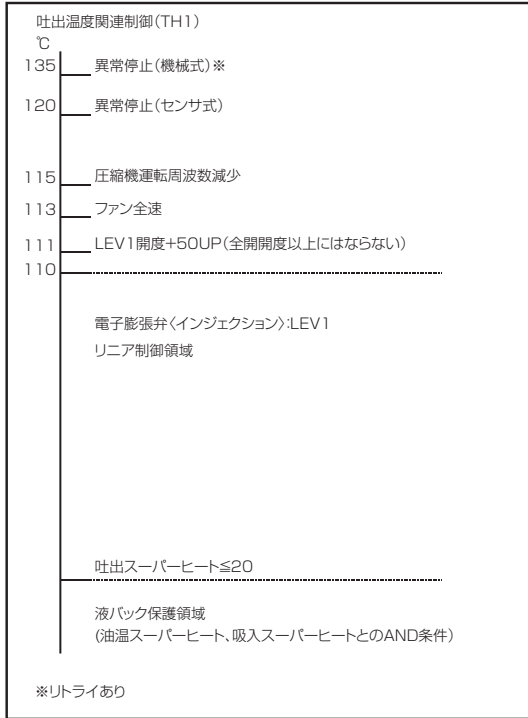 吐出温度関連制御(TH1)
℃
135 異常停止(機械式)※
120 異常停止(センサ式)
115 圧縮機運転周波数減少
113 ファン全速
111 LEV1開度+50UP(全開開度以上にはならない)
110
電子膨張弁〈インジェクション〉:LEV1
リニア制御領域
吐出スーパーヒート≦20
液バック保護領域
(油温スーパーヒート、吸入スーパーヒートとのAND条件)
※リトライあり